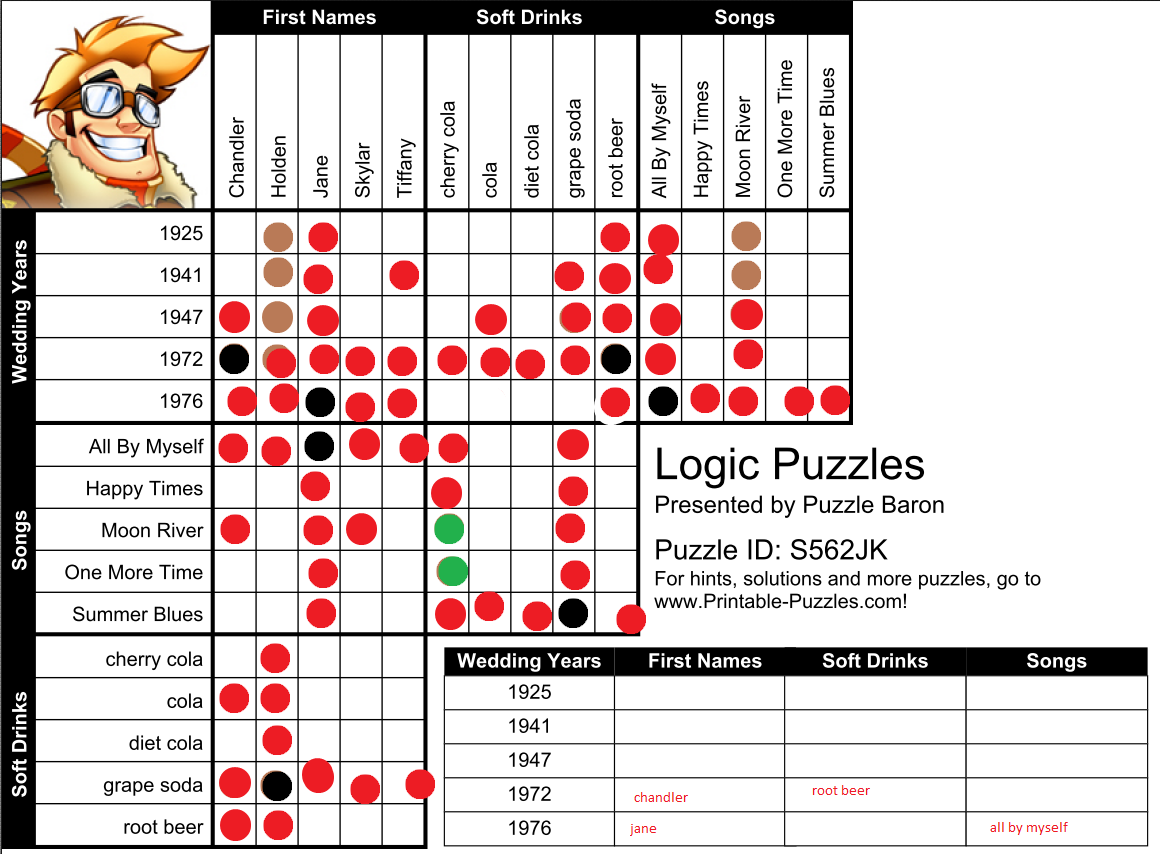 First Names Soft Drinks Songs
Chandler Holden Jane Skylar Tiffany cherry cola cola diet cola grape soda root beer All By Myself Happy Times Moon River One More Time Summer Blues
Wedding Years
1925
1941
1947
1972
1976
Songs
All By Myself
Happy Times
Moon River
One More Time
Summer Blues
Soft Drinks
cherry cola
cola
diet cola
grape soda
root beer
Logic Puzzles
Presented by Puzzle Baron
Puzzle ID: S562JK
For hints, solutions and more puzzles, go to
www.Printable-Puzzles.com!
Wedding Years First Names Soft Drinks Songs
1925
1941
1947
1972 chandler root beer
1976 jane all by myself